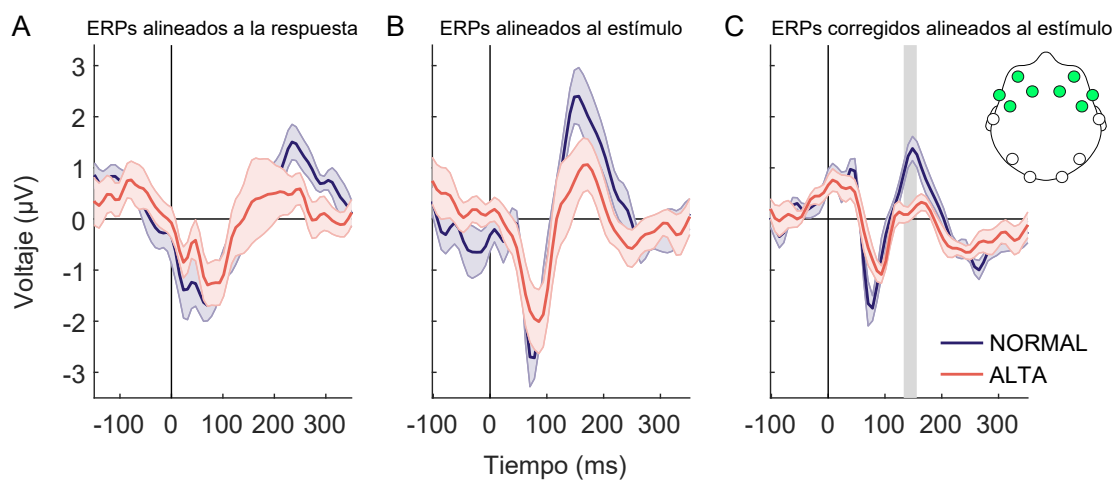 A
ERPs alineados a la respuesta
B
ERPs alineados al estímulo
C
ERPs corregidos alineados al estímulo
Voltaje (μV)
3
2
1
0
-1
-2
-3
-100 0 100 200 300
-100 0 100 200 300
-100 0 100 200 300
NORMAL
ALTA
Tiempo (ms)